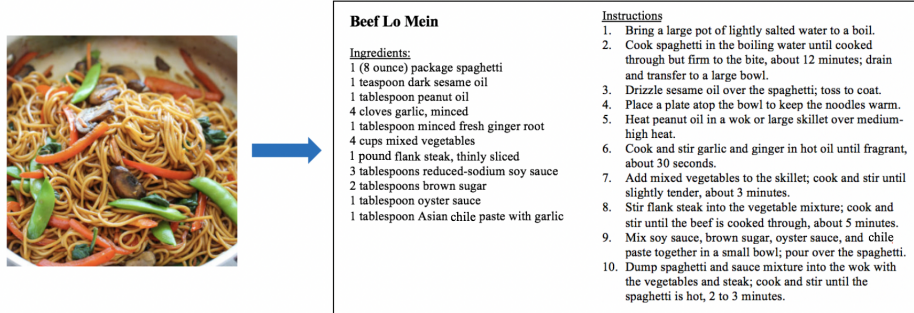 Beef Lo Mein
Ingredients:
1 (8 ounce) package spaghetti
1 teaspoon dark sesame oil
1 tablespoon peanut oil
4 cloves garlic, minced
1 tablespoon minced fresh ginger root
4 cups mixed vegetables
1 pound flank steak, thinly sliced
3 tablespoons reduced-sodium soy sauce
2 tablespoons brown sugar
1 tablespoon oyster sauce
1 tablespoon Asian chile paste with garlic
Instructions
1. Bring a large pot of lightly salted water to a boil.
2. Cook spaghetti in the boiling water until cooked
through but firm to the bite, about 12 minutes; drain
and transfer to a large bowl.
3. Drizzle sesame oil over the spaghetti; toss to coat.
4. Place a plate atop the bowl to keep the noodles warm.
5. Heat peanut oil in a wok or large skillet over medium-
high heat.
6. Cook and stir garlic and ginger in hot oil until fragrant,
about 30 seconds.
7. Add mixed vegetables to the skillet; cook and stir until
slightly tender, about 3 minutes.
8. Stir flank steak into the vegetable mixture; cook and
stir until the beef is cooked through, about 5 minutes.
9. Mix soy sauce, brown sugar, oyster sauce, and chile
paste together in a small bowl; pour over the spaghetti.
10. Dump spaghetti and sauce mixture into the wok with
the vegetables and steak; cook and stir until the
spaghetti is hot, 2 to 3 minutes.